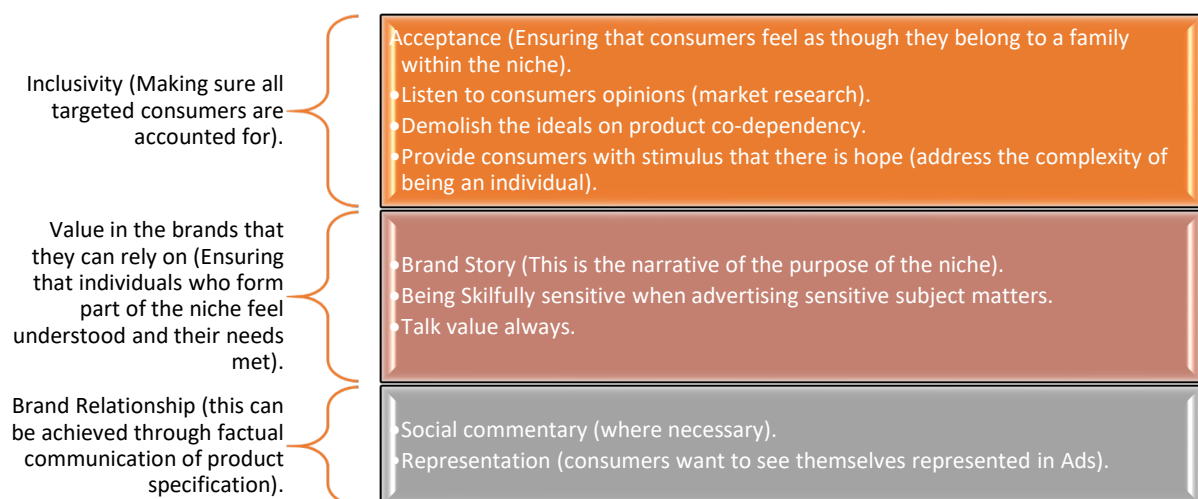 Inclusivity (Making sure all
targeted consumers are
accounted for).
Acceptance (Ensuring that consumers feel as though they belong to a family
within the niche).
•Listen to consumers opinions (market research).
•Demolish the ideals on product co-dependency.
•Provide consumers with stimulus that there is hope (address the complexity of
being an individual).
Value in the brands that
they can rely on (Ensuring
that individuals who form
part of the niche feel
understood and their needs
met).
•Brand Story (This is the narrative of the purpose of the niche).
•Being Skilfully sensitive when advertising sensitive subject matters.
•Talk value always.
Brand Relationship (this can
be achieved through factual
communication of product
specification).
•Social commentary (where necessary).
•Representation (consumers want to see themselves represented in Ads).